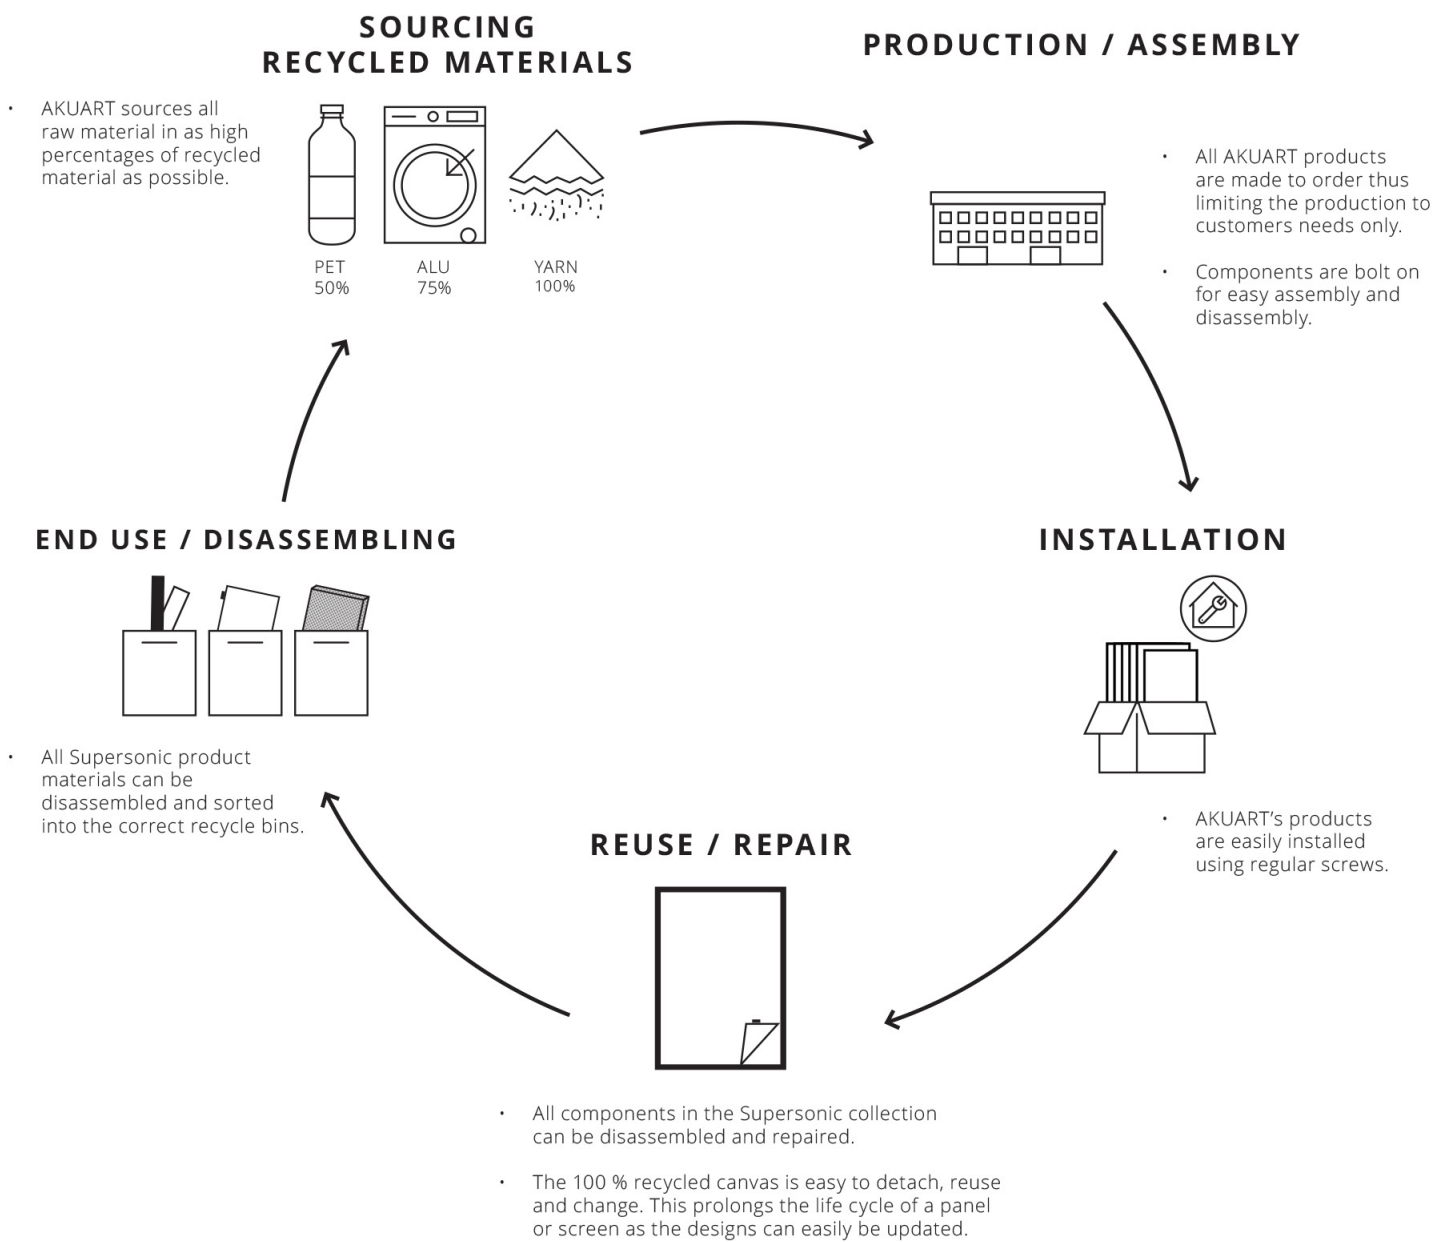 SOURCING
RECYCLED MATERIALS
• AKUART sources all
raw material in as high
percentages of recycled
material as possible.
PET
50%
ALU
75%
YARN
100%
PRODUCTION / ASSEMBLY
• All AKUART products
are made to order thus
limiting the production to
customers needs only.
• Components are bolt on
for easy assembly and
disassembly.
INSTALLATION
• AKUART’s products
are easily installed
using regular screws.
REUSE / REPAIR
• All components in the Supersonic collection
can be disassembled and repaired.
• The 100 % recycled canvas is easy to detach, reuse
and change. This prolongs the life cycle of a panel
or screen as the designs can easily be updated.
END USE / DISASSEMBLING
• All Supersonic product
materials can be
disassembled and sorted
into the correct recycle bins.